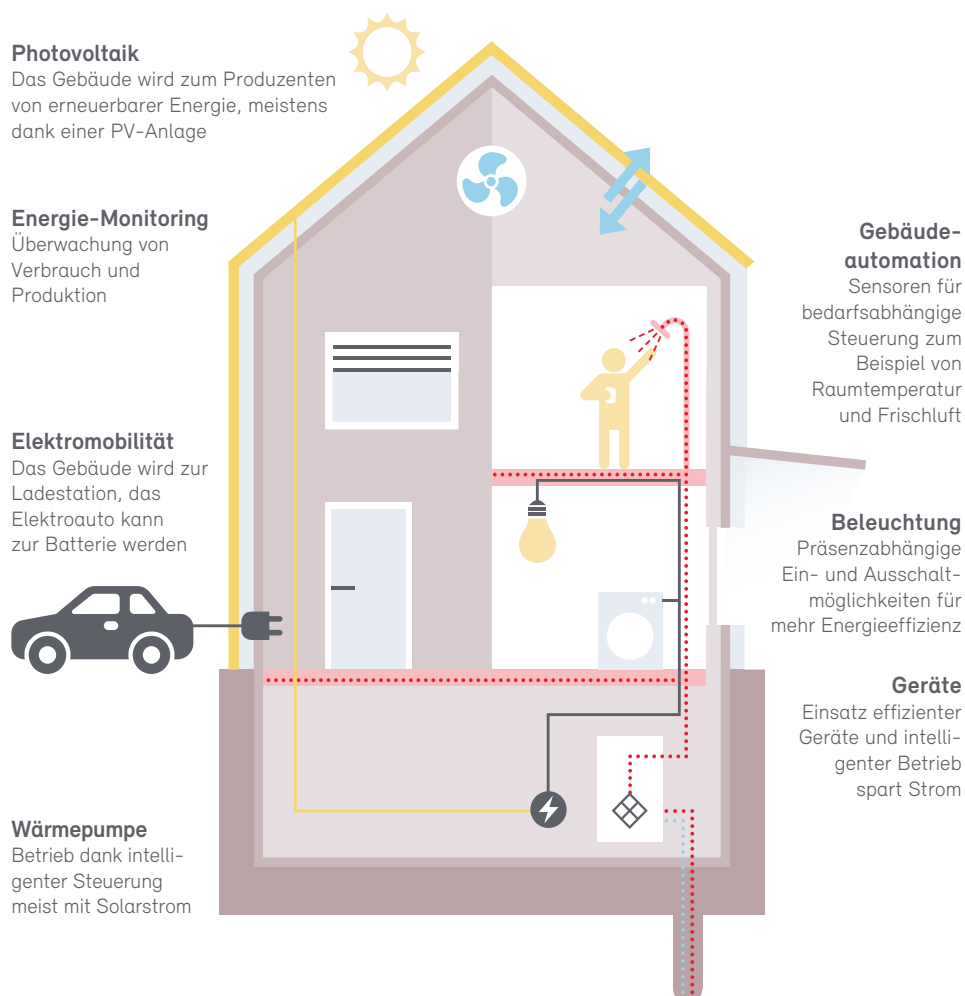 Photovoltaik
Das Gebäude wird zum Produzenten
von erneuerbarer Energie, meistens
dank einer PV-Anlage
Energie-Monitoring
Überwachung von
Verbrauch und
Produktion
Elektromobilität
Das Gebäude wird zur
Ladestation, das
Elektroauto kann
zur Batterie werden
Wärmepumpe
Betrieb dank intelli-
genter Steuerung
meist mit Solarstrom
Gebäude-
automation
Sensoren für
bedarfsabhängige
Steuerung zum
Beispiel von
Raumtemperatur
und Frischluft
Beleuchtung
Präsenzabhängige
Ein- und Ausschalt-
möglichkeiten für
mehr Energieeffizienz
Geräte
Einsatz effizienter
Geräte und intelli-
genter Betrieb
spart Strom